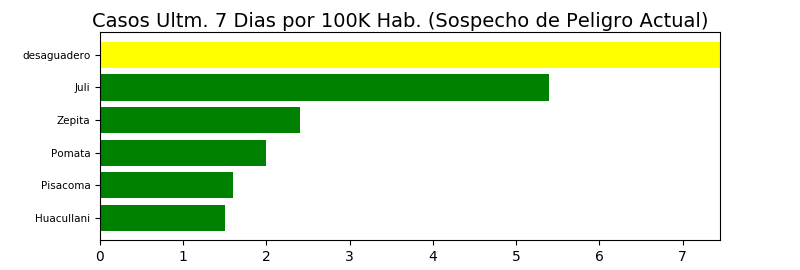 Casos Ultm. 7 Dias por 100K Hab. (Sospecho de Peligro Actual)
desaguadero
Juli
Zepita
Pomata
Pisacoma
Huacullani
0 1 2 3 4 5 6 7